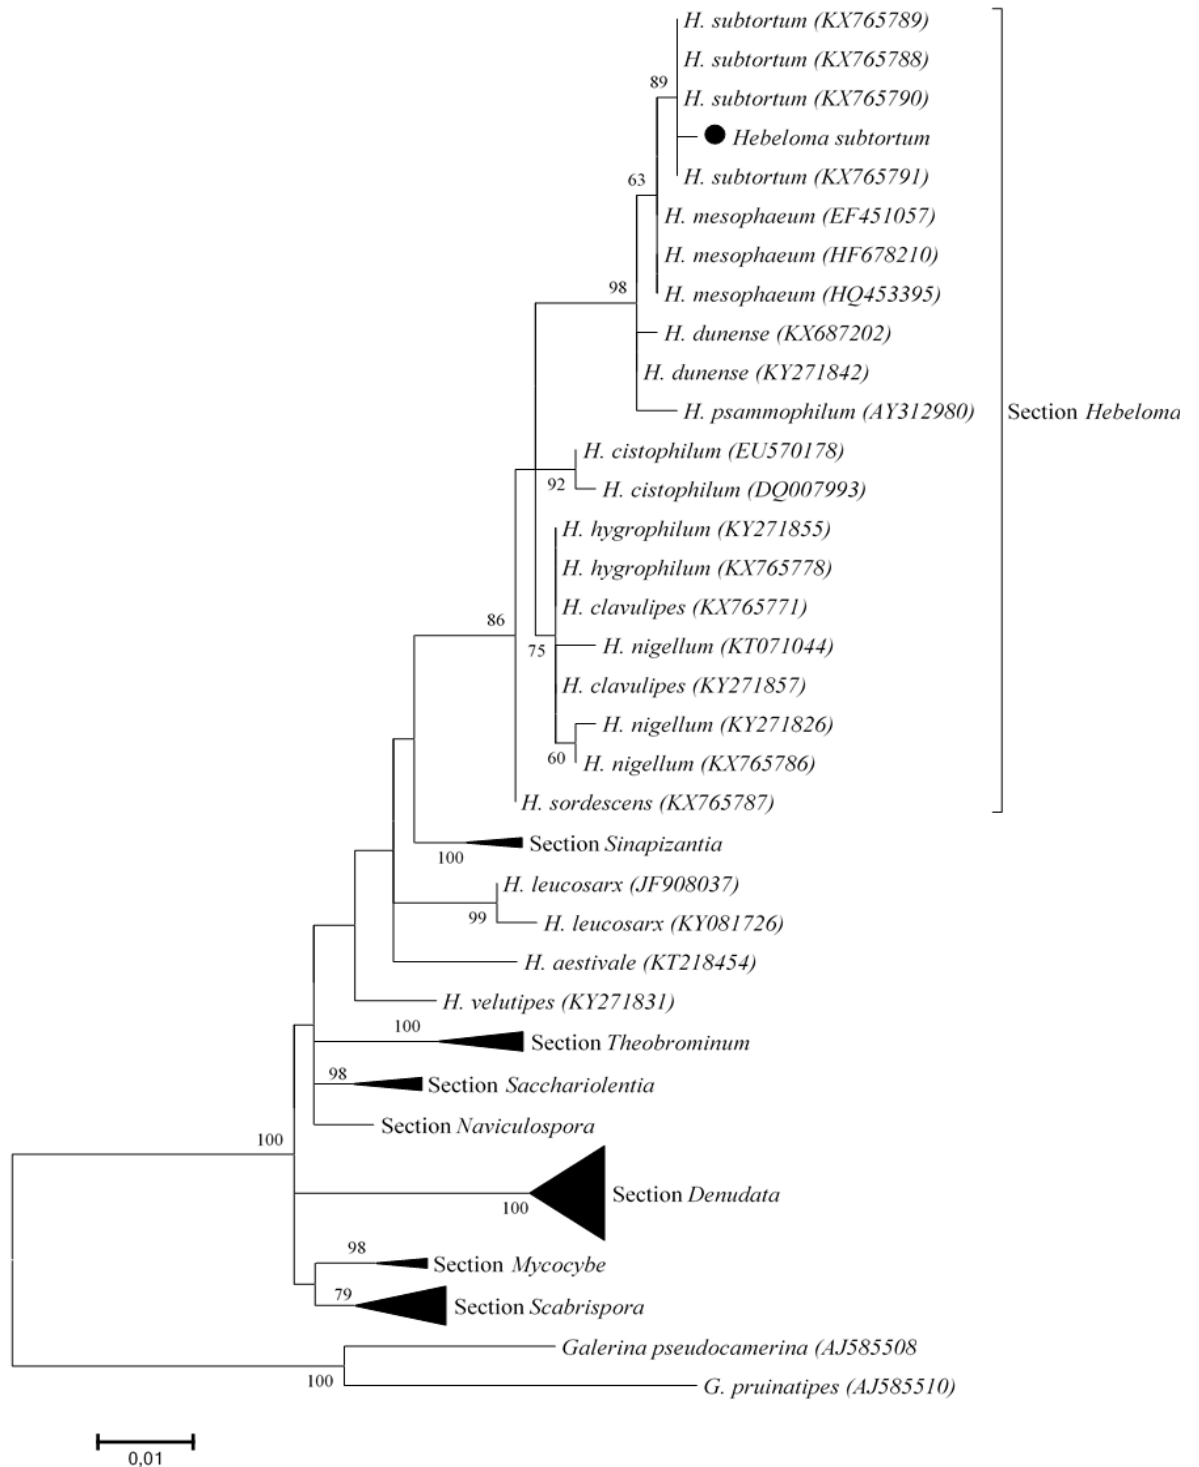 H. subtortum (KX765789)
H. subtortum (KX765788)
89
H. subtortum (KX765790)
Hebeloma subtortum
63
H. subtortum (KX765791)
H. mesophaeum (EF451057)
H. mesophaeum (HF678210)
98
H. mesophaeum (HQ453395)
H. dunense (KX687202)
H. dunense (KY271842)
H. psammophilum (AY312980)
Section Hebeloma
H. cistophilum (EU570178)
92
H. cistophilum (DQ007993)
H. hygrophilum (KY271855)
H. hygrophilum (KX765778)
H. clavulipes (KX765771)
86
H. nigellum (KT071044)
75
H. clavulipes (KY271857)
H. nigellum (KY271826)
60
H. nigellum (KX765786)
H. sordescens (KX765787)
Section Sinapizantia
100
H. leucosarx (JF908037)
99
H. leucosarx (KY081726)
H. aestivale (KT218454)
H. velutipes (KY271831)
100
Section Theobrominum
98
Section Sacchariolentia
Section Naviculospora
100
Section Denudata
100
98
Section Mycocybe
79
Section Scabrispora
Galerina pseudocamerina (AJ585508
100
G. pruinatipes (AJ585510)
0,01